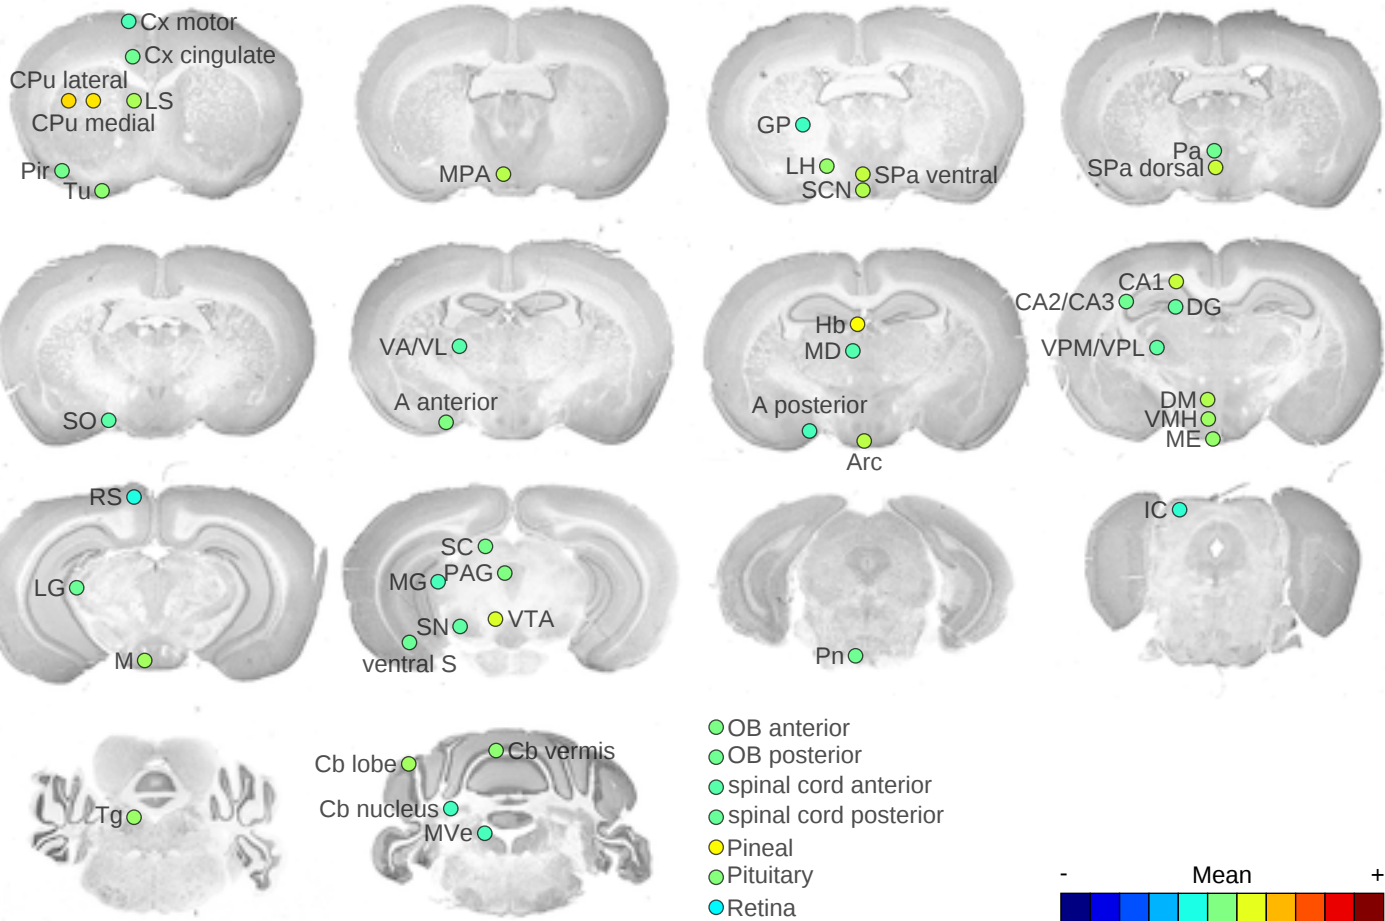 Cx motor
Cx cingulate
CPu lateral
LS
CPu medial
Pir
Tu
MPA
GP
LH
SPa ventral
SCN
Pa
SPa dorsal
SO
VA/VL
A anterior
Hb
MD
A posterior
Arc
CA1
CA2/CA3
DG
VPM/VPL
DM
VMH
ME
RS
LG
M
SC
MG
PAG
SN
VTA
ventral S
Pn
IC
Tg
Cb lobe
Cb vermis
Cb nucleus
MVe
OB anterior
OB posterior
spinal cord anterior
spinal cord posterior
Pineal
Pituitary
Retina
- Mean +